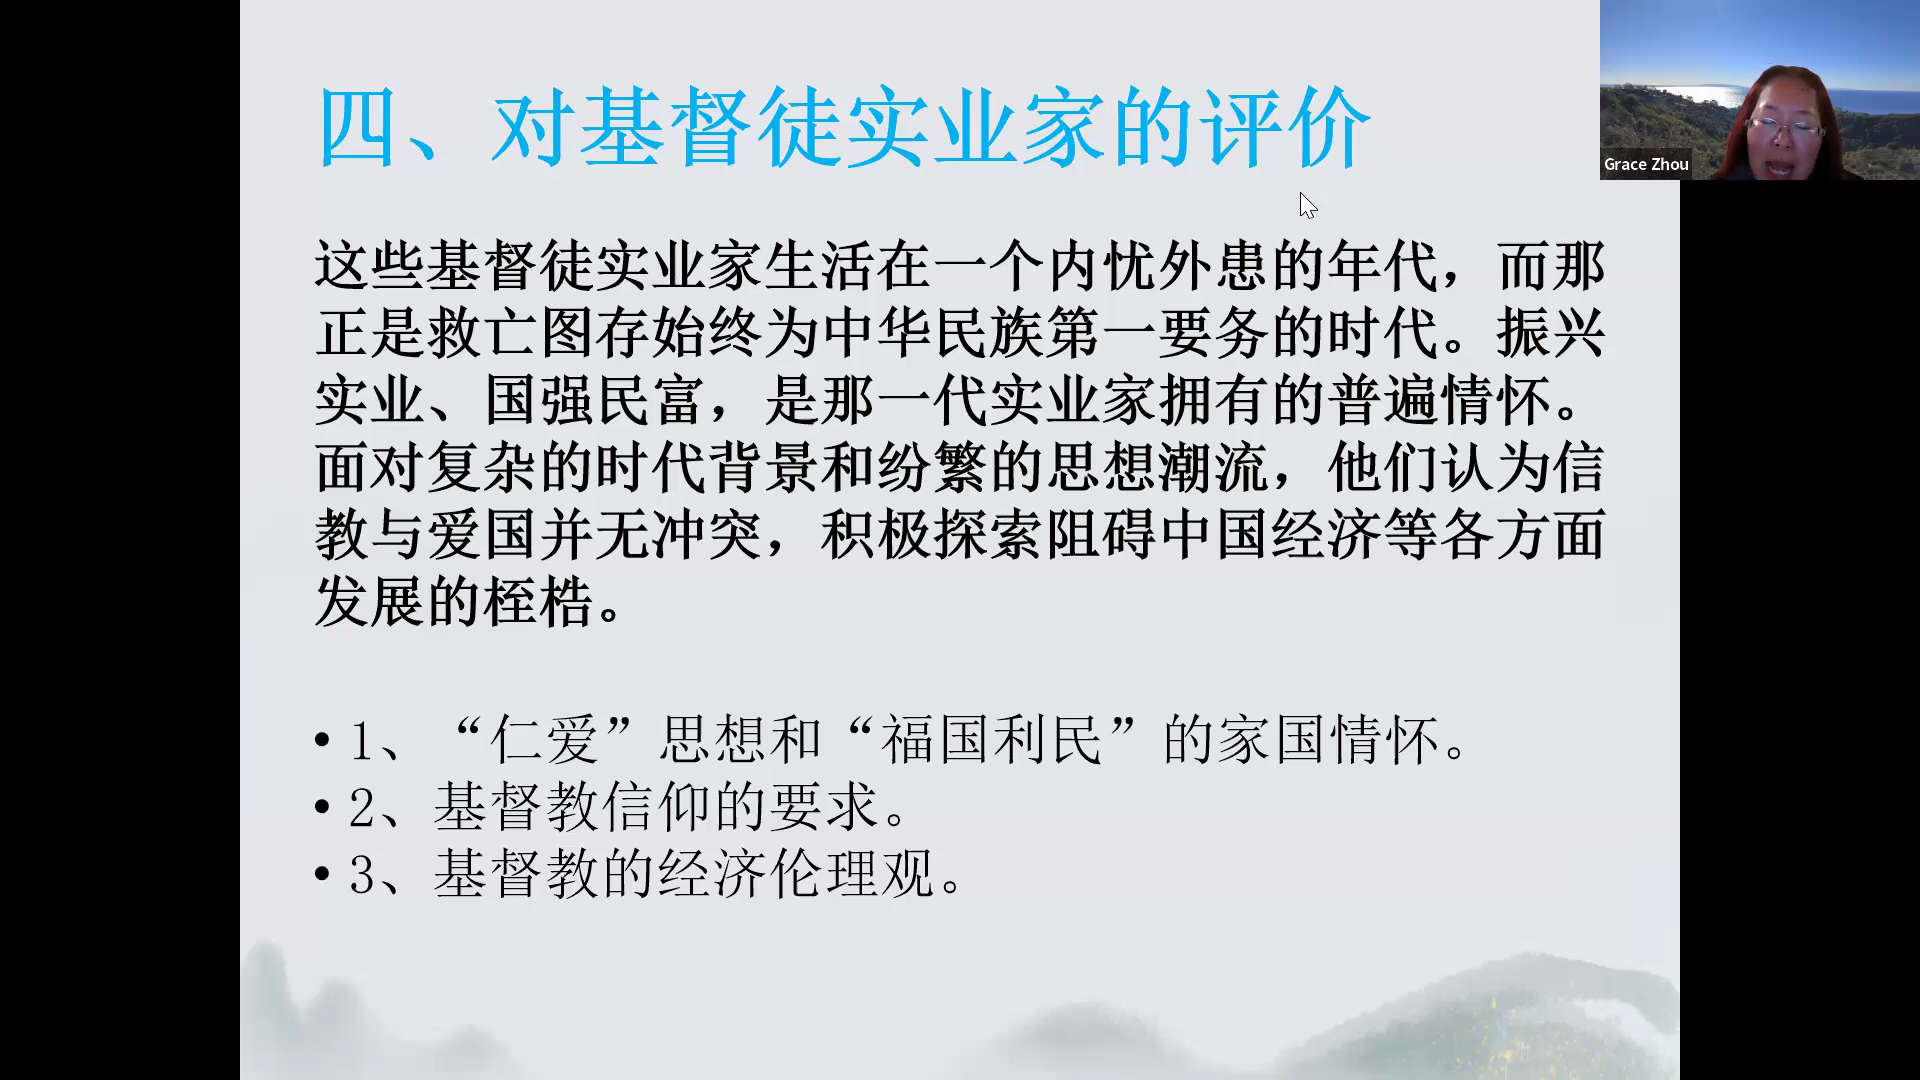 四、对基督徒实业家的评价
Grace Zhou
这些基督徒实业家生活在一个内忧外患的年代，而那
正是救亡图存始终为中华民族第一要务的时代。振兴
实业、国强民富，是那一代实业家拥有的普遍情怀。
面对复杂的时代背景和纷繁的思想潮流，他们认为信
教与爱国并无冲突，积极探索阻碍中国经济等各方面
发展的桎梏。
• 1、“仁爱”思想和“福国利民”的家国情怀。
• 2、基督教信仰的要求。
• 3、基督教的经济伦理观。